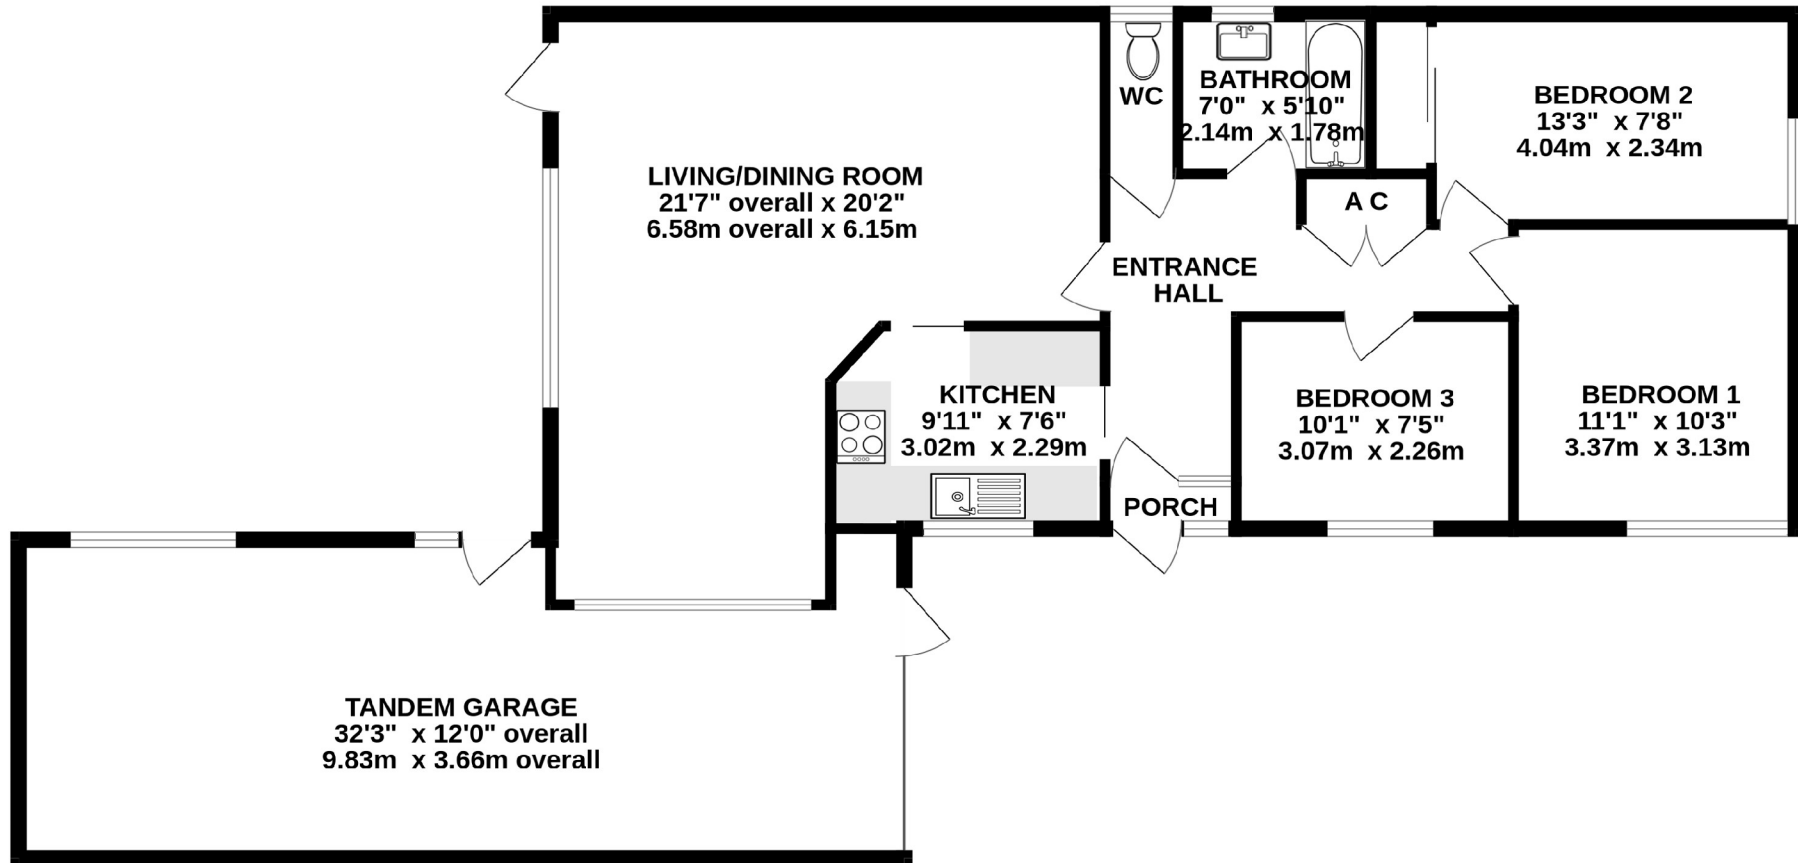 LIVING/DINING ROOM
21'7" overall x 20'2"
6.58m overall x 6.15m
WC
BATHROOM
7'0" x 5'10"
2.14m x 1.78m
BEDROOM 2
13'3" x 7'8"
4.04m x 2.34m
A C
ENTRANCE
HALL
KITCHEN
9'11" x 7'6"
3.02m x 2.29m
PORCH
BEDROOM 3
10'1" x 7'5"
3.07m x 2.26m
BEDROOM 1
11'1" x 10'3"
3.37m x 3.13m
TANDEM GARAGE
32'3" x 12'0" overall
9.83m x 3.66m overall